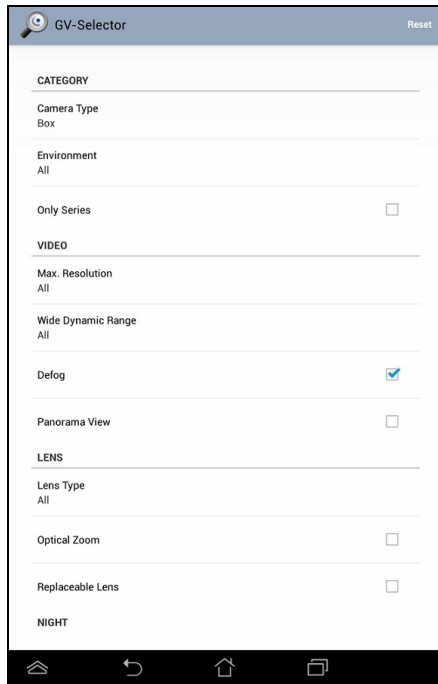 GV-Selector
Reset
CATEGORY
Camera Type
Box
Environment
All
Only Series
VIDEO
Max. Resolution
All
Wide Dynamic Range
All
Defog
Panorama View
LENS
Lens Type
All
Optical Zoom
Replaceable Lens
NIGHT